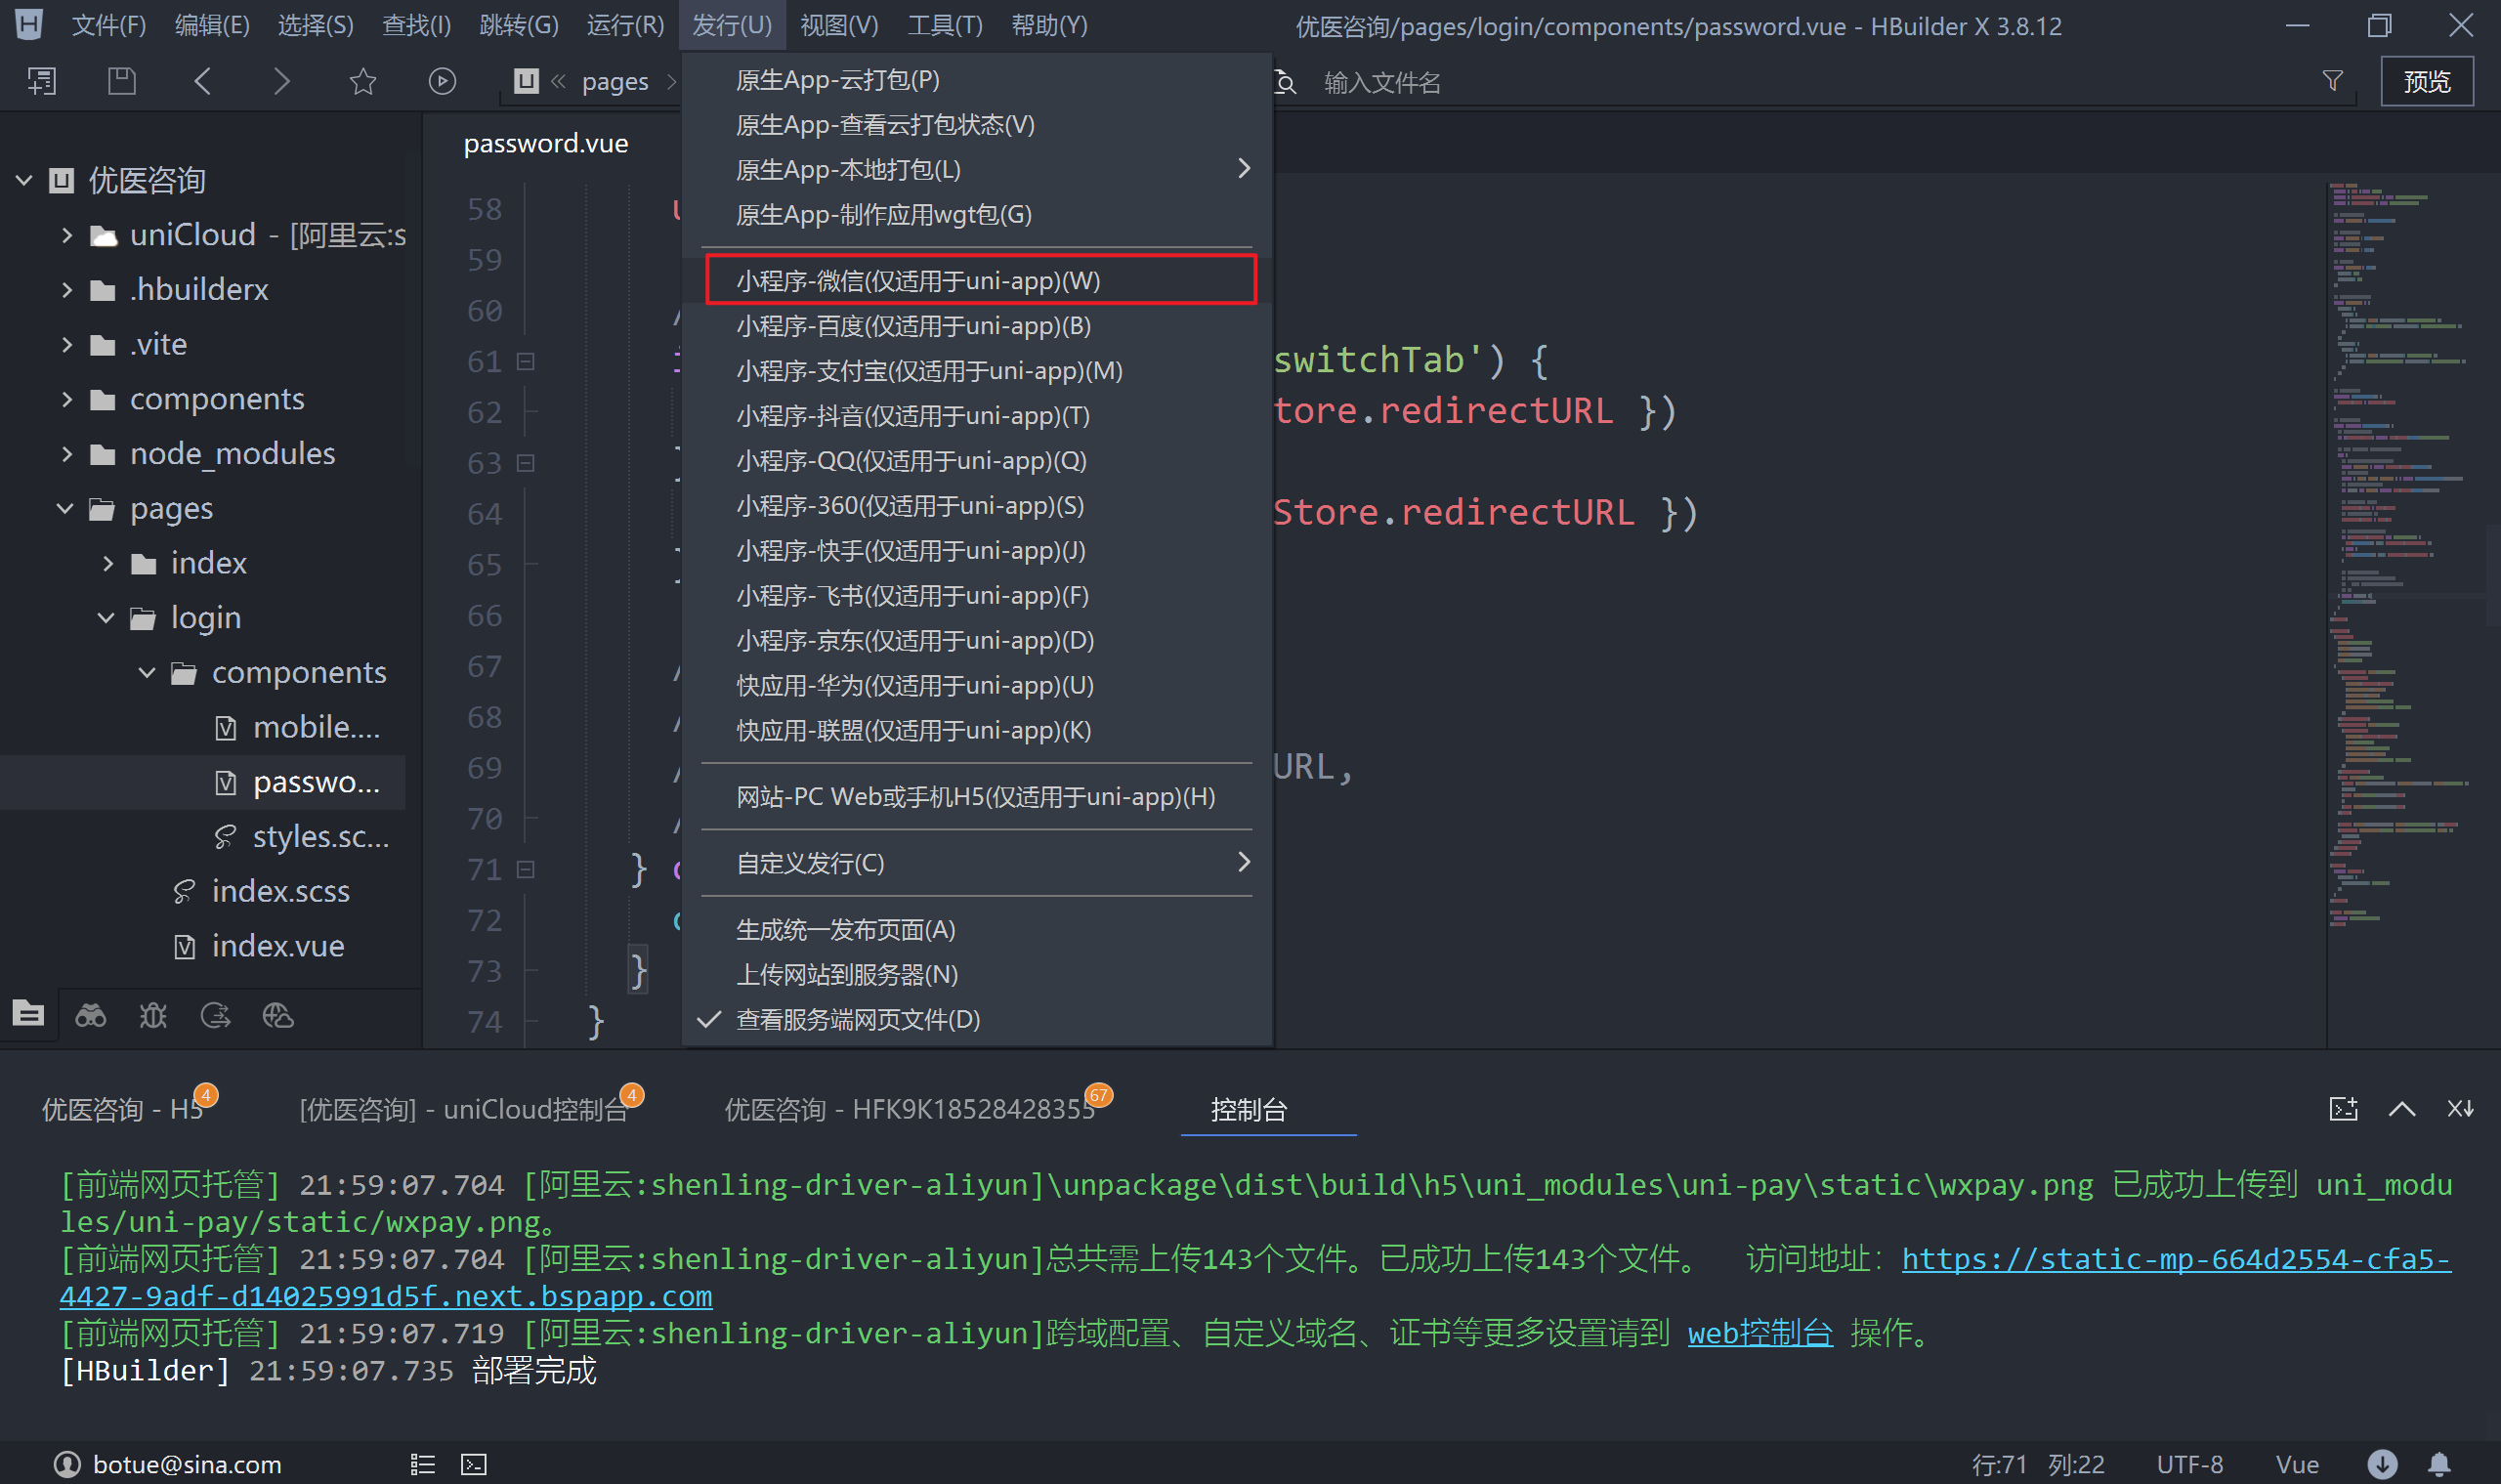 文件(F) 编辑(E) 选择(S) 查找(I) 跳转(G) 运行(R) 发行(U) 视图(V) 工具(T) 帮助(Y) 优医咨询/pages/login/components/password.vue - HBuilder X 3.8.12
pages 输入文件名 预览
password.vue
优医咨询
uniCloud - [阿里云:s
.hbuilderx
.vite
components
node_modules
pages
index
login
components
mobile....
passwo...
styles.sc...
index.scss
index.vue
原生App-云打包(P)
原生App-查看云打包状态(V)
原生App-本地打包(L)
原生App-制作应用wgt包(G)
小程序-微信(仅适用于uni-app)(W)
小程序-百度(仅适用于uni-app)(B)
小程序-支付宝(仅适用于uni-app)(M)
小程序-抖音(仅适用于uni-app)(T)
小程序-QQ(仅适用于uni-app)(Q)
小程序-360(仅适用于uni-app)(S)
小程序-快手(仅适用于uni-app)(J)
小程序-飞书(仅适用于uni-app)(F)
小程序-京东(仅适用于uni-app)(D)
快应用-华为(仅适用于uni-app)(U)
快应用-联盟(仅适用于uni-app)(K)
网站-PC Web或手机H5(仅适用于uni-app)(H)
自定义发行(C)
生成统一发布页面(A)
上传网站到服务器(N)
查看服务端网页文件(D)
58
59
60
61 switchTab') {
62 tore.redirectURL })
63
64 Store.redirectURL })
65
66
67
68
69 URL,
70
71 }
72
73 }
74 }
优医咨询 - H5 4 [优医咨询] - uniCloud控制台 4 优医咨询 - HFK9K18528428355 67 控制台
[前端网页托管] 21:59:07.704 [阿里云:shenling-driver-aliyun]\unpackage\dist\build\h5\uni_modules\uni-pay\static\wxpay.png 已成功上传到 uni_modu
les/uni-pay/static/wxpay.png。
[前端网页托管] 21:59:07.704 [阿里云:shenling-driver-aliyun]总共需上传143个文件。已成功上传143个文件。 访问地址：https://static-mp-664d2554-cfa5-
4427-9adf-d14025991d5f.next.bspapp.com
[前端网页托管] 21:59:07.719 [阿里云:shenling-driver-aliyun]跨域配置、自定义域名、证书等更多设置请到 web控制台 操作。
[HBuilder] 21:59:07.735 部署完成
botue@sina.com 行:71 列:22 UTF-8 Vue